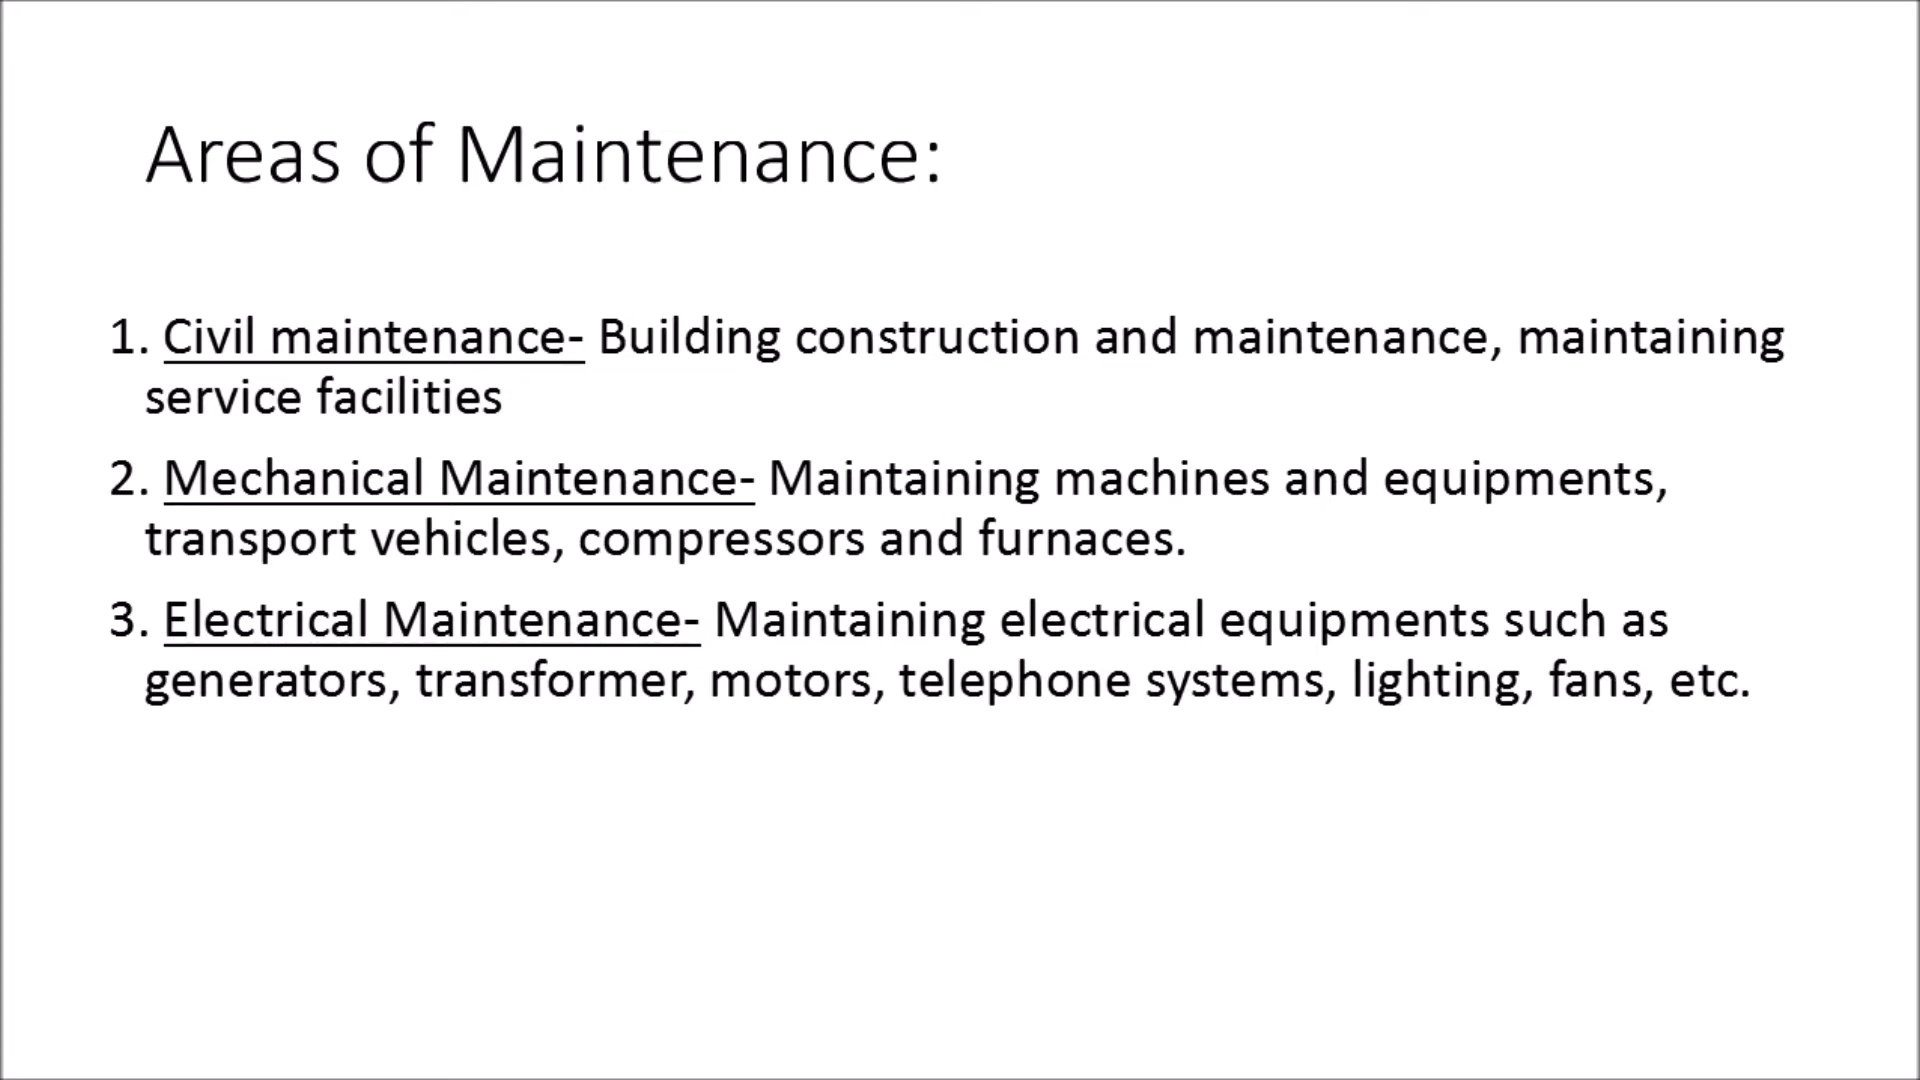 Areas of Maintenance:
1. Civil maintenance- Building construction and maintenance, maintaining
service facilities
2. Mechanical Maintenance- Maintaining machines and equipments,
transport vehicles, compressors and furnaces.
3. Electrical Maintenance- Maintaining electrical equipments such as
generators, transformer, motors, telephone systems, lighting, fans, etc.